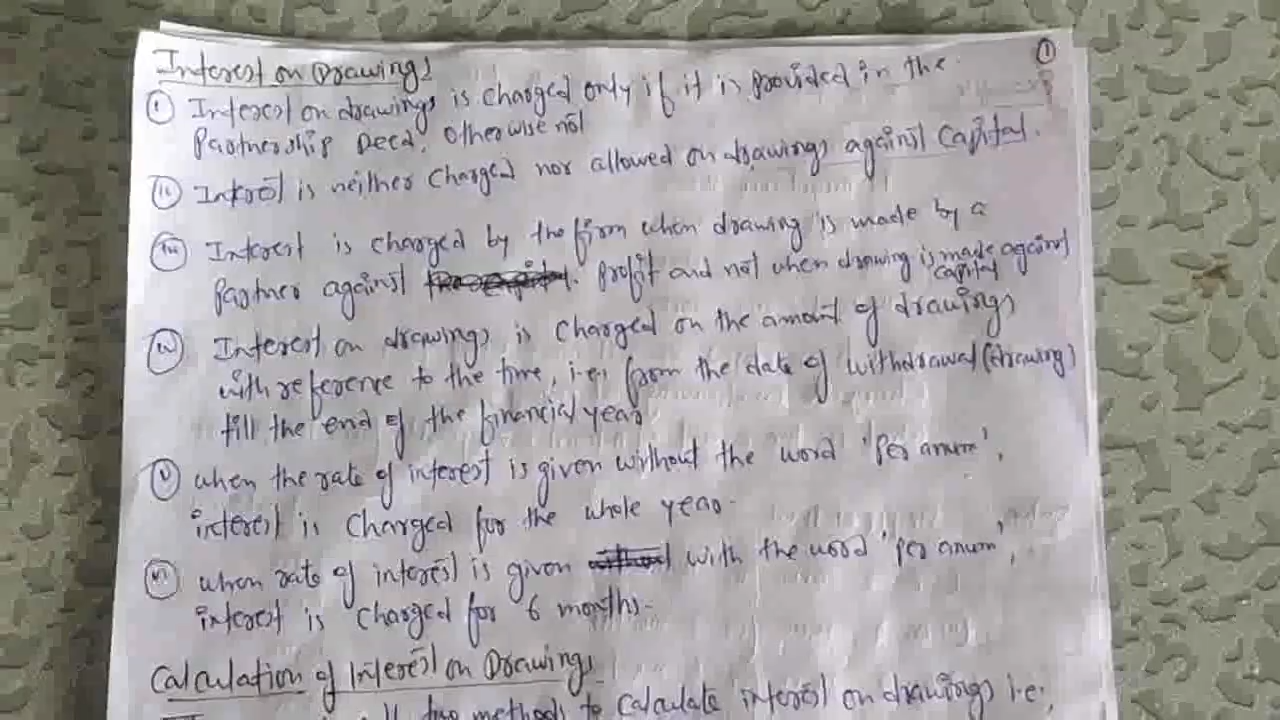 Interest on Drawings
①
(i) Interest on drawings is charged only if it is provided in the
Partnership Deed, otherwise not
(ii) Interest is neither charged nor allowed on drawings against capital.
(iii) Interest is charged by the firm when drawing is made by a
partner against profit and not when drawing is made against
capital
(iv) Interest on drawings is charged on the amount of drawings
with reference to the time, i.e., from the date of withdrawal (drawing)
till the end of the financial year
(v) when the rate of interest is given without the word 'per annum',
interest is charged for the whole year.
(vi) when rate of interest is given with the word 'per annum',
interest is charged for 6 months.
Calculation of Interest on Drawings
two methods to calculate interest on drawings i.e.